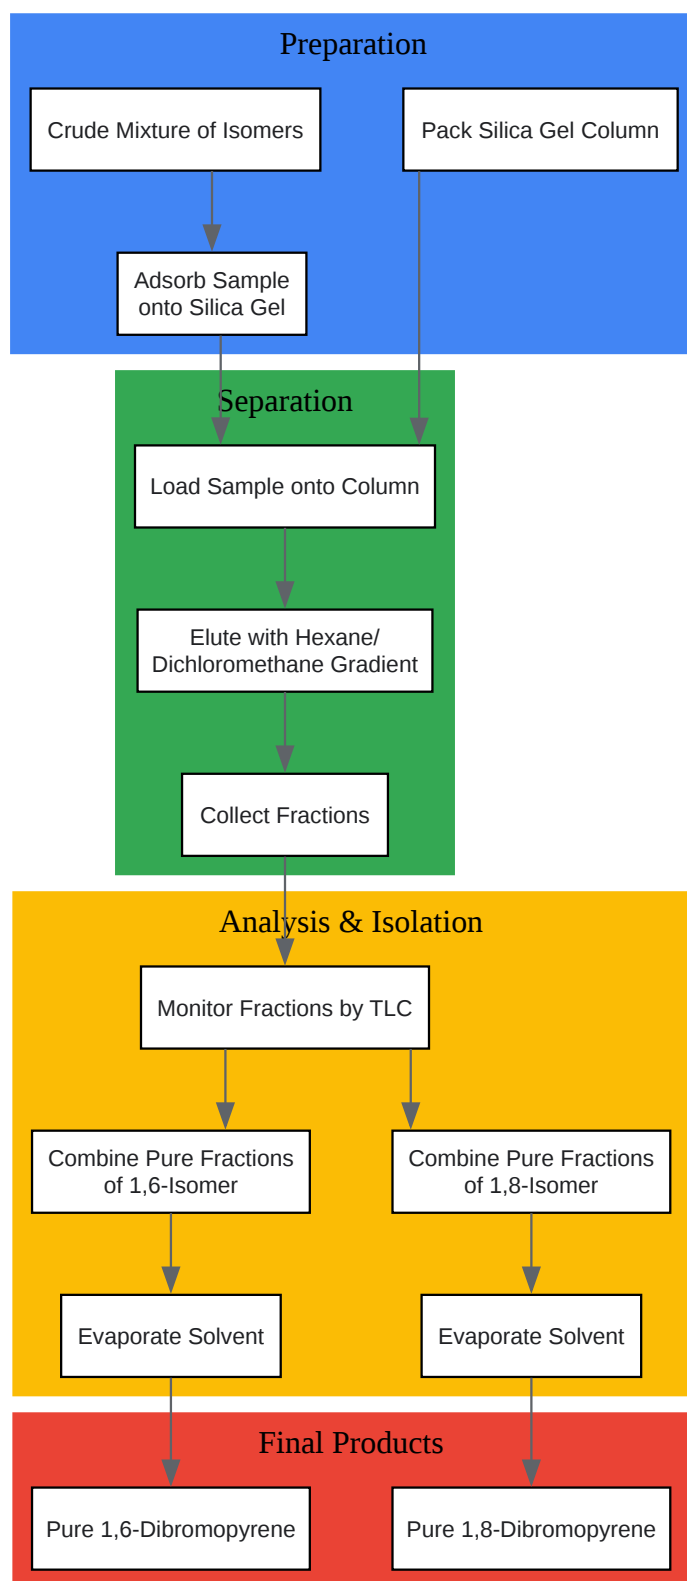 Preparation
Crude Mixture of Isomers
Pack Silica Gel Column
Adsorb Sample
onto Silica Gel
Separation
Load Sample onto Column
Elute with Hexane/
Dichloromethane Gradient
Collect Fractions
Analysis & Isolation
Monitor Fractions by TLC
Combine Pure Fractions
of 1,6-Isomer
Combine Pure Fractions
of 1,8-Isomer
Evaporate Solvent
Evaporate Solvent
Final Products
Pure 1,6-Dibromopyrene
Pure 1,8-Dibromopyrene